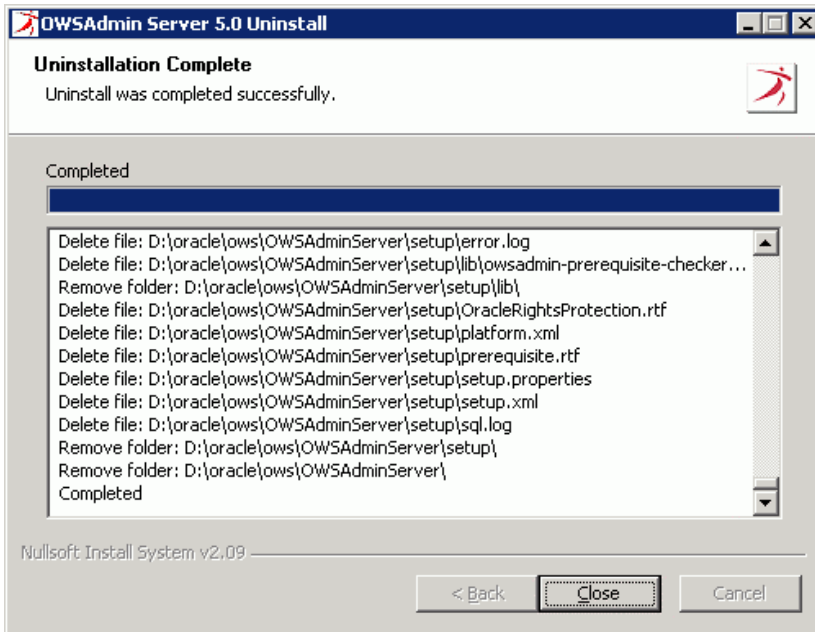 OWSAdmin Server 5.0 Uninstall
Uninstallation Complete
Uninstall was completed successfully.
Completed
Delete file: D:\oracle\ows\OWSAdminServer\setup\error.log
Delete file: D:\oracle\ows\OWSAdminServer\setup\lib\owsadmin-prerequisite-checker...
Remove folder: D:\oracle\ows\OWSAdminServer\setup\lib\
Delete file: D:\oracle\ows\OWSAdminServer\setup\OracleRightsProtection.rtf
Delete file: D:\oracle\ows\OWSAdminServer\setup\platform.xml
Delete file: D:\oracle\ows\OWSAdminServer\setup\prerequisite.rtf
Delete file: D:\oracle\ows\OWSAdminServer\setup\setup.properties
Delete file: D:\oracle\ows\OWSAdminServer\setup\setup.xml
Delete file: D:\oracle\ows\OWSAdminServer\setup\sql.log
Remove folder: D:\oracle\ows\OWSAdminServer\setup\
Remove folder: D:\oracle\ows\OWSAdminServer\
Completed
Nullsoft Install System v2.09
< Back Close Cancel